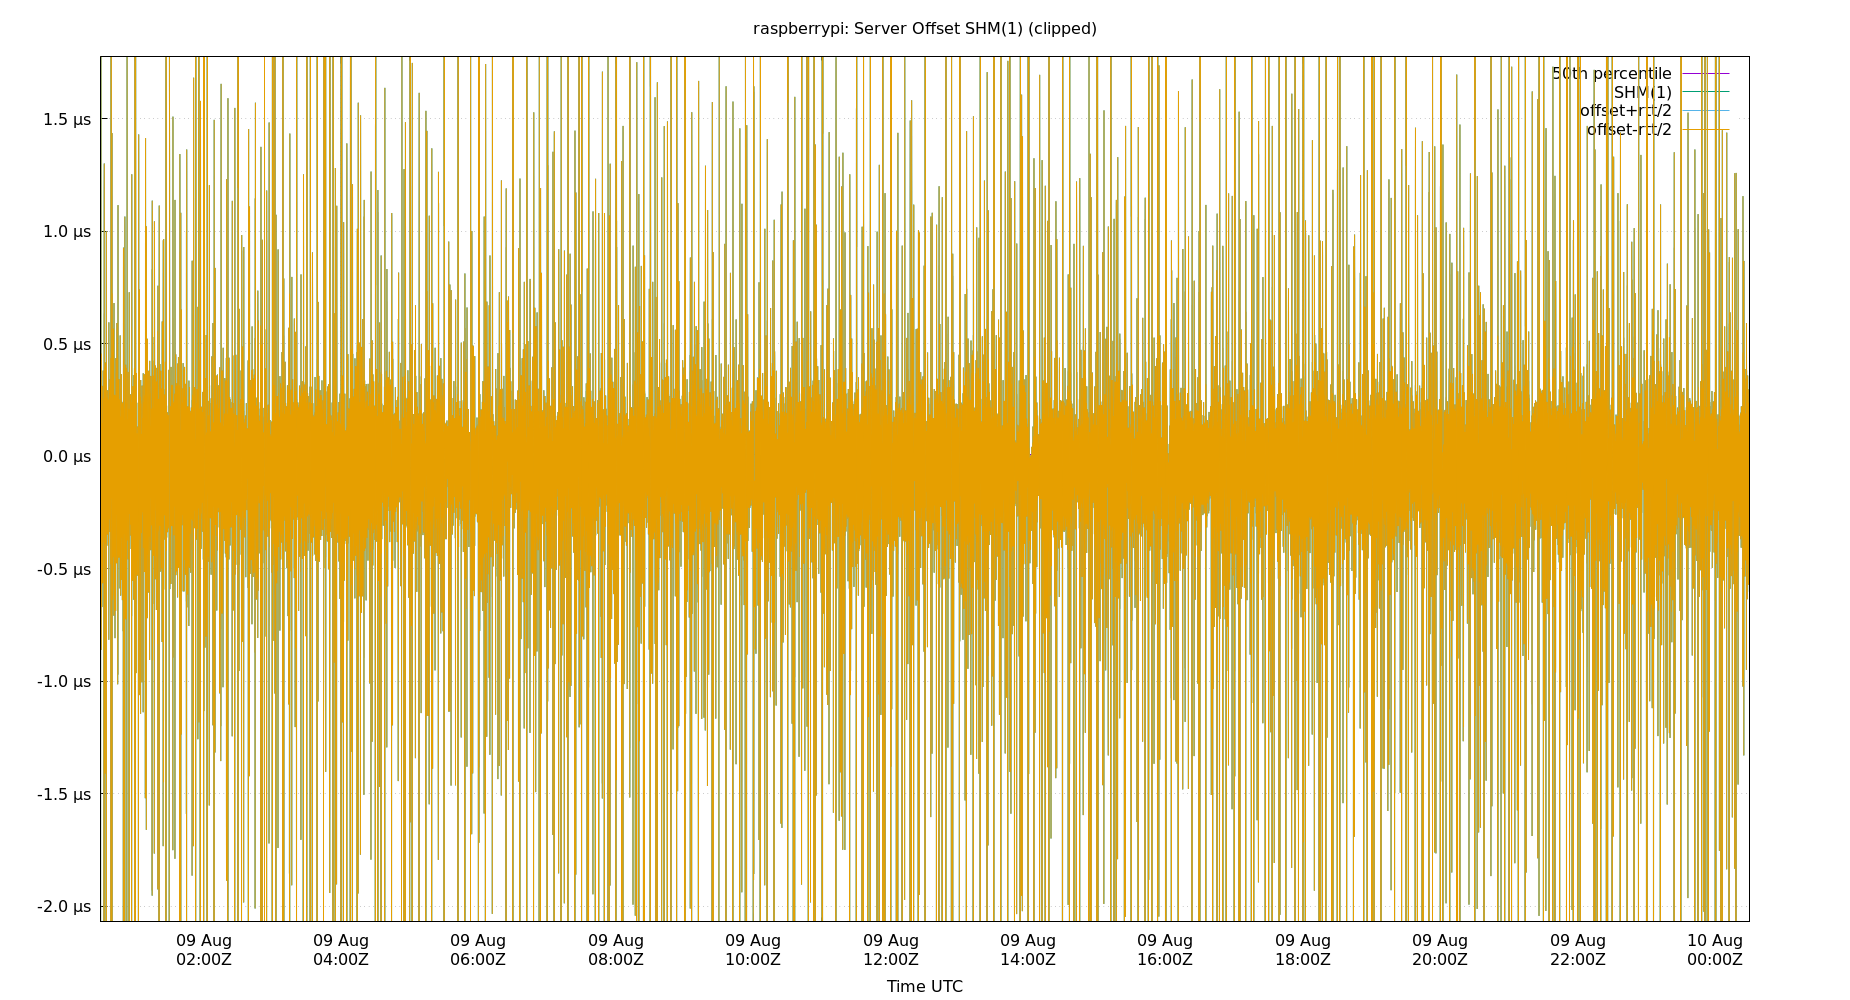 raspberrypi: Server Offset SHM(1) (clipped)
50th percentile
SHM(1)
offset+rtt/2
offset-rtt/2
1.5 µs
1.0 µs
0.5 µs
0.0 µs
-0.5 µs
-1.0 µs
-1.5 µs
-2.0 µs
09 Aug 09 Aug 09 Aug 09 Aug 09 Aug 09 Aug 09 Aug 09 Aug 09 Aug 09 Aug 09 Aug 10 Aug
02:00Z 04:00Z 06:00Z 08:00Z 10:00Z 12:00Z 14:00Z 16:00Z 18:00Z 20:00Z 22:00Z 00:00Z
Time UTC